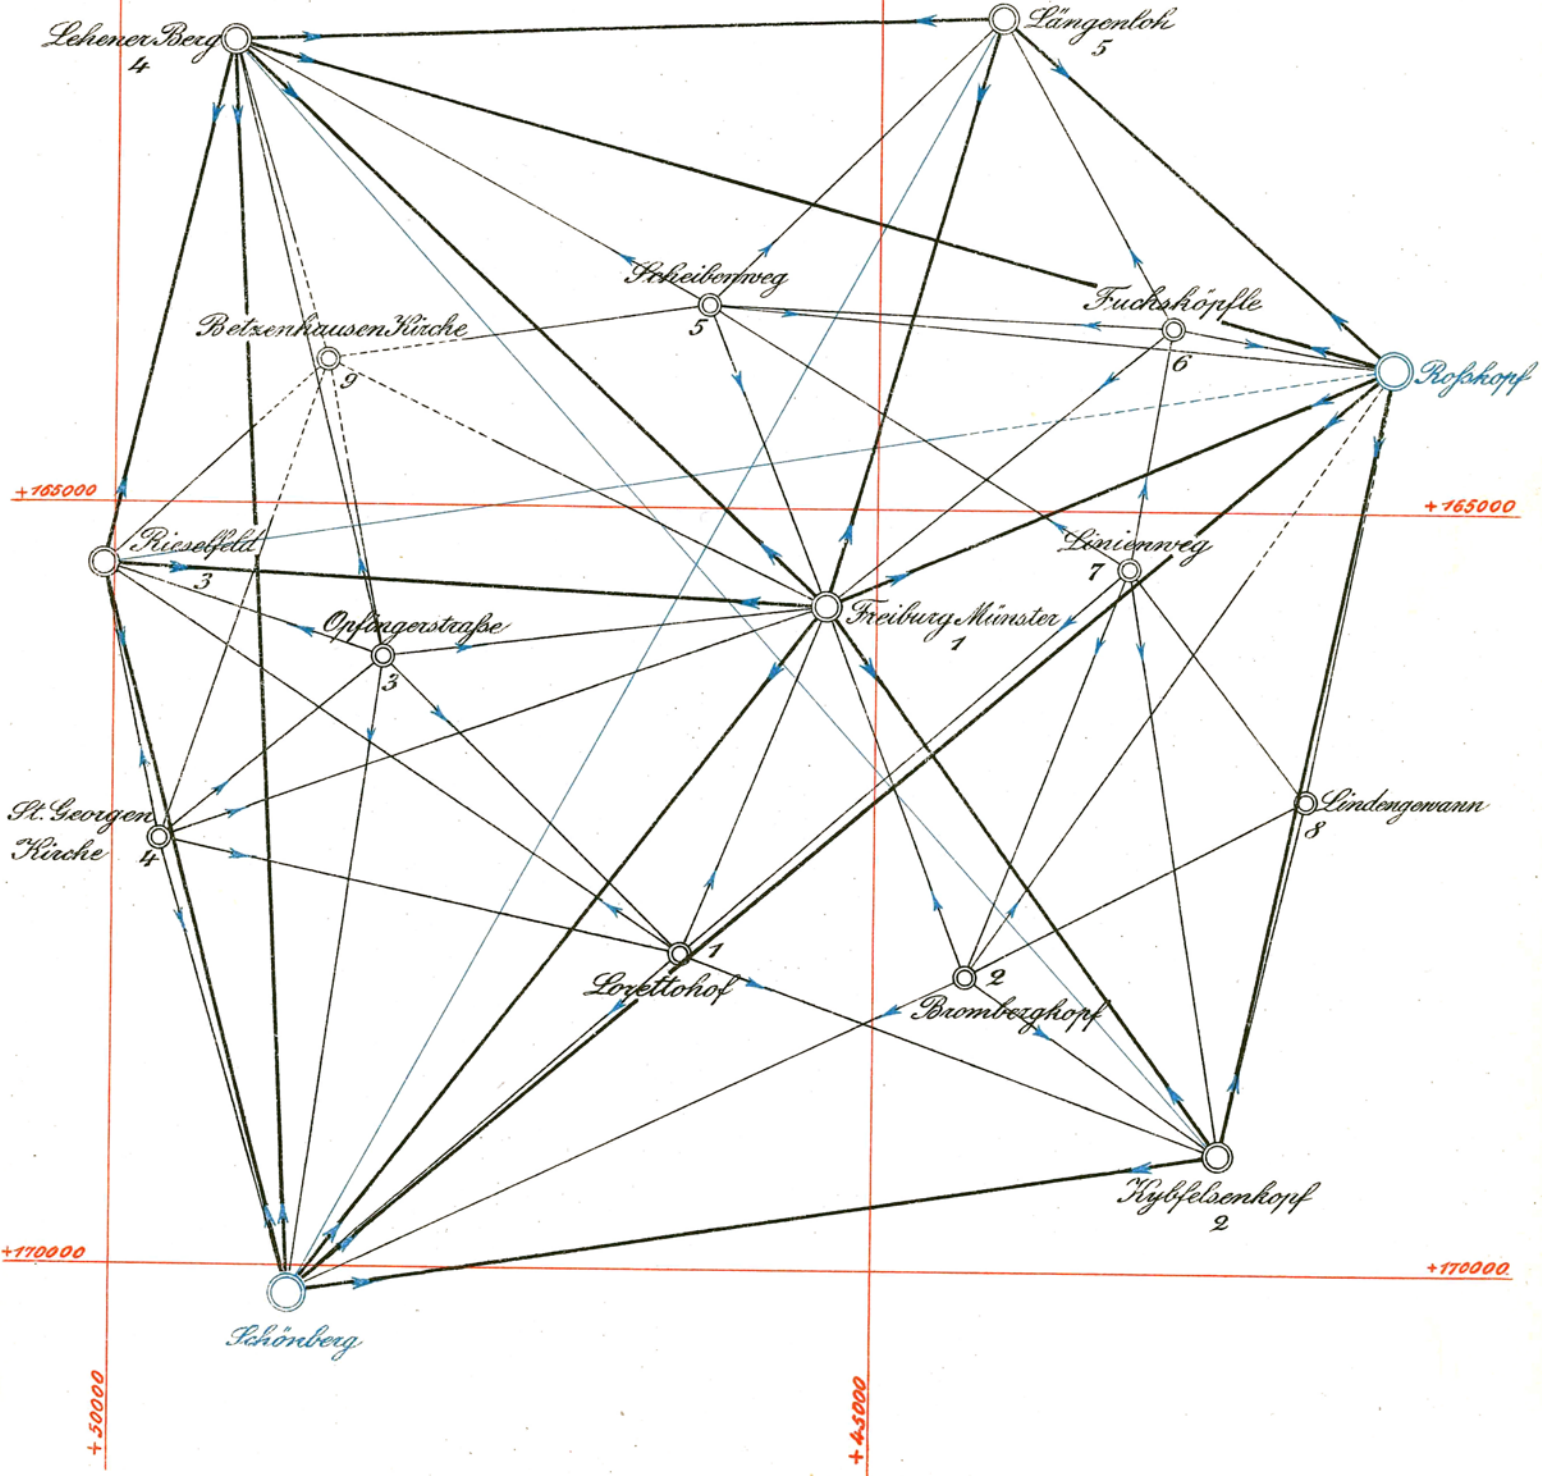 Lehener Berg
4
Längenloh
5
Scheibenweg
5
Fuchsköpfle
6
Betzenhausen Kirche
9
Roßkopf
+165000
+165000
Rieselfeld
3
Linienweg
7
Opfingerstraße
3
Freiburg Münster
1
St. Georgen
Kirche
4
Lindengewann
8
1
Lorettohof
2
Brombergkopf
Kybfelsenkopf
2
+170000
+170000
Schönberg
+50000
+45000